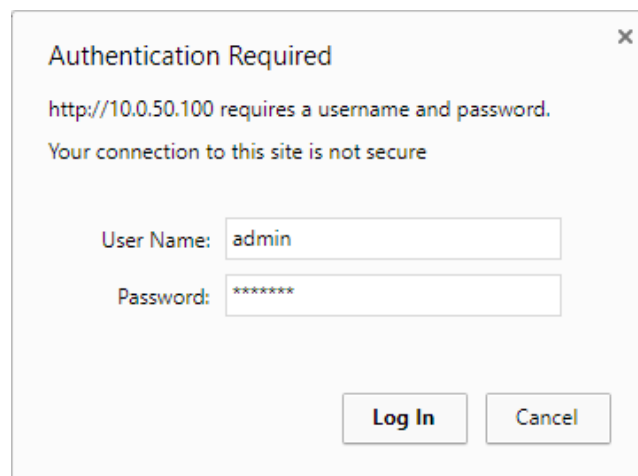 Authentication Required
http://10.0.50.100 requires a username and password.
Your connection to this site is not secure
User Name: admin
Password: *******
Log In Cancel